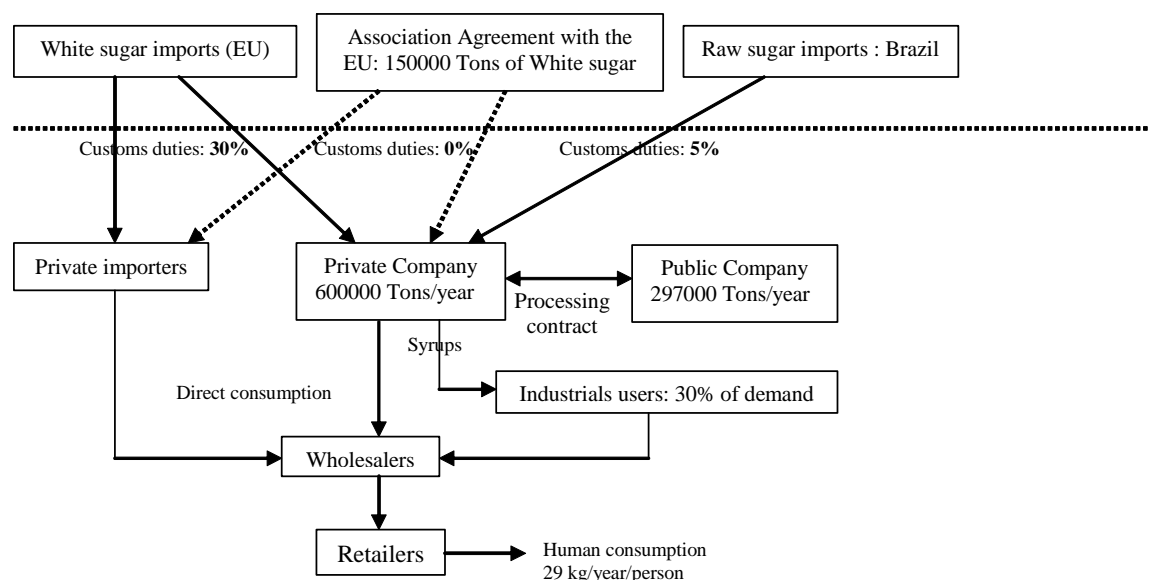 White sugar imports (EU)
Association Agreement with the
EU: 150000 Tons of White sugar
Raw sugar imports : Brazil
Customs duties: 30%
Customs duties: 0%
Customs duties: 5%
Private importers
Private Company
600000 Tons/year
Public Company
297000 Tons/year
Processing
contract
Syrups
Direct consumption
Industrials users: 30% of demand
Wholesalers
Retailers
Human consumption
29 kg/year/person